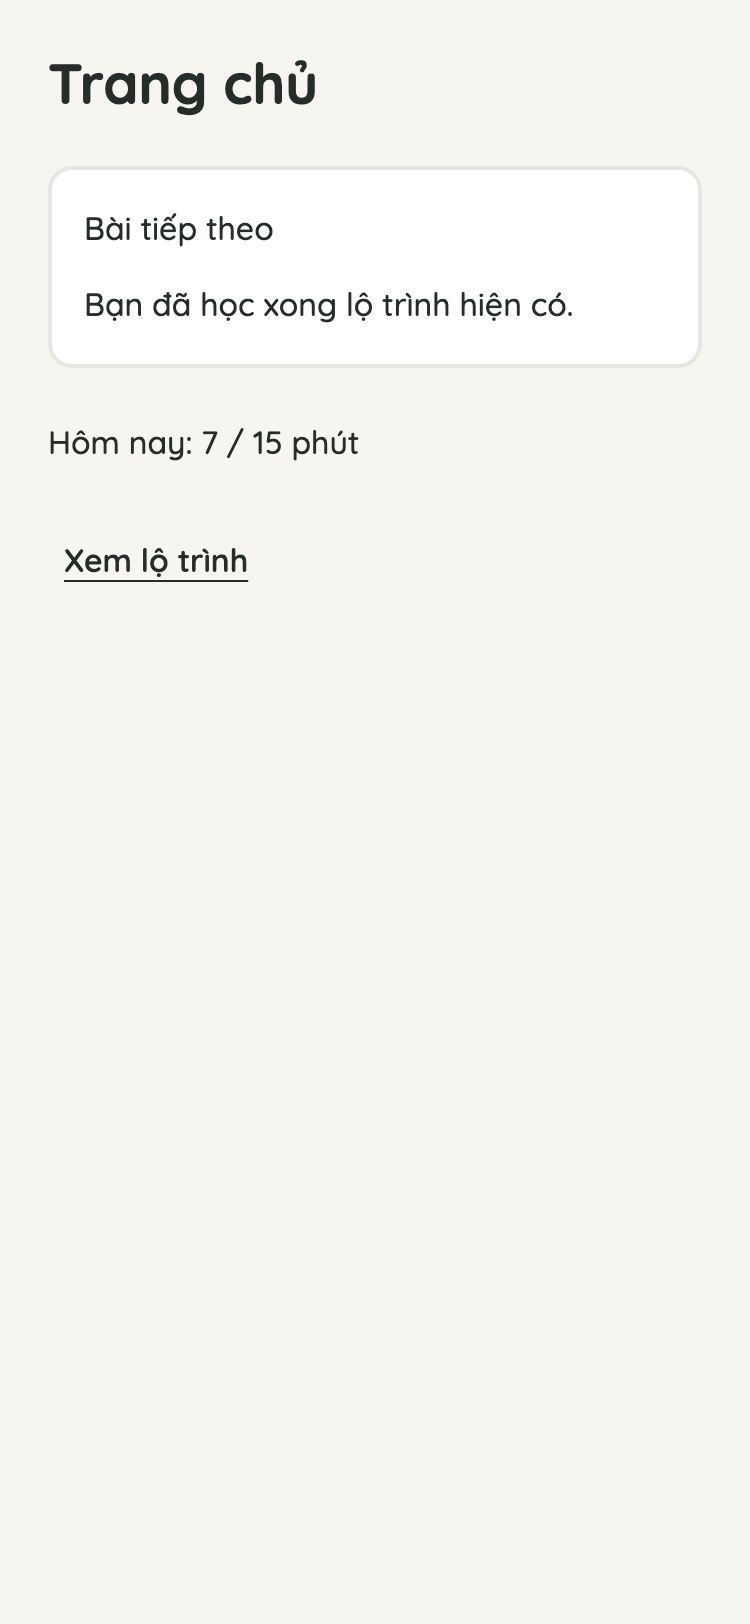 Trang chủ
Bài tiếp theo
Bạn đã học xong lộ trình hiện có.
Hôm nay: 7 / 15 phút
Xem lộ trình